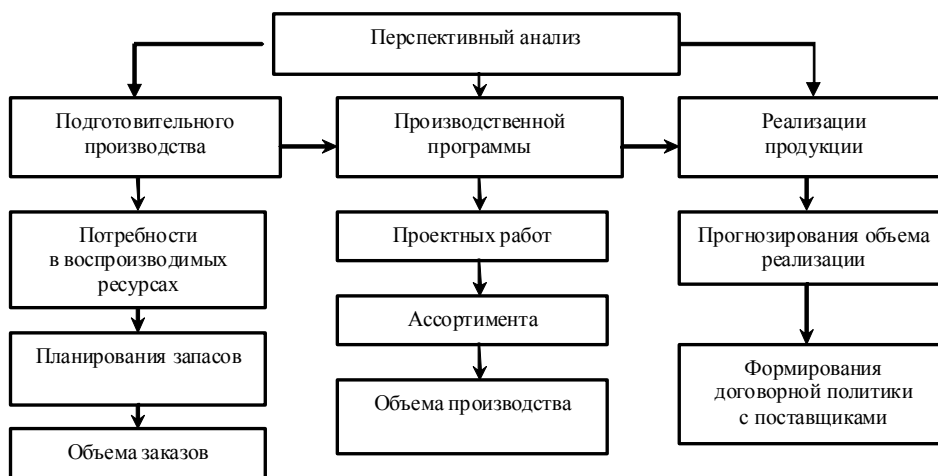 Перспективный анализ
Подготовительного
производства
Производственной
программы
Реализации
продукции
Потребности
в воспроизводимых
ресурсах
Проектных работ
Прогнозирования объема
реализации
Ассортимента
Планирования запасов
Формирования
договорной политики
с поставщиками
Объема производства
Объема заказов